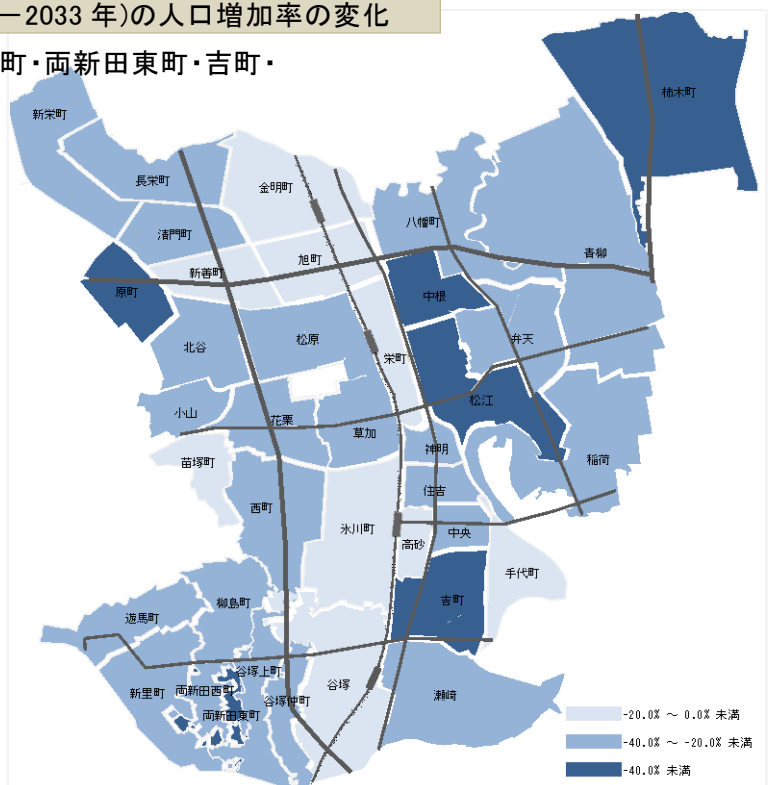 －2033 年)の人口増加率の変化
町・両新田東町・吉町・
柿木町
新栄町
長栄町
金明町
清門町
八幡町
青柳
旭町
新善町
原町
中根
松原
弁天
北谷
栄町
松江
小山
花栗
草加
神明
苗塚町
稲荷
住吉
西町
氷川町
中央
高砂
手代町
吉町
柳島町
遊馬町
谷塚上町
新里町
両新田西町
谷塚
谷塚仲町
瀬崎
両新田東町
-20.0% ～ 0.0% 未満
-40.0% ～ -20.0% 未満
-40.0% 未満